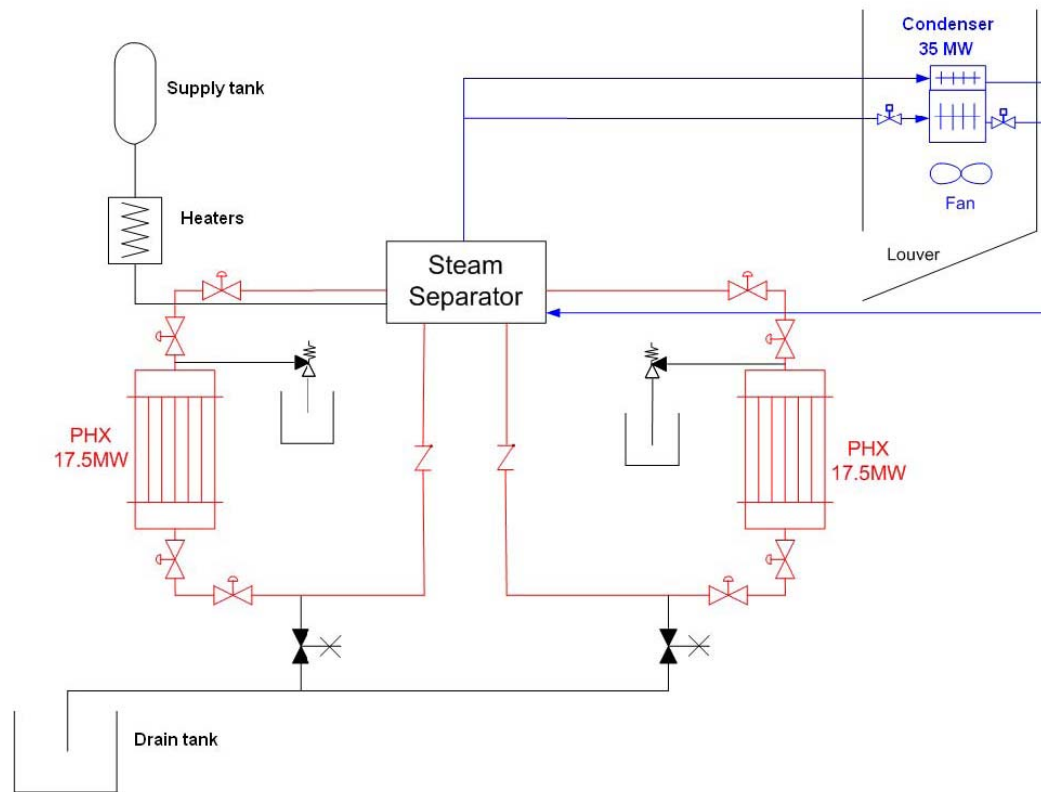 Condenser
35 MW
Supply tank
Heaters
Fan
Steam
Separator
Louver
PHX
17.5MW
PHX
17.5MW
Drain tank